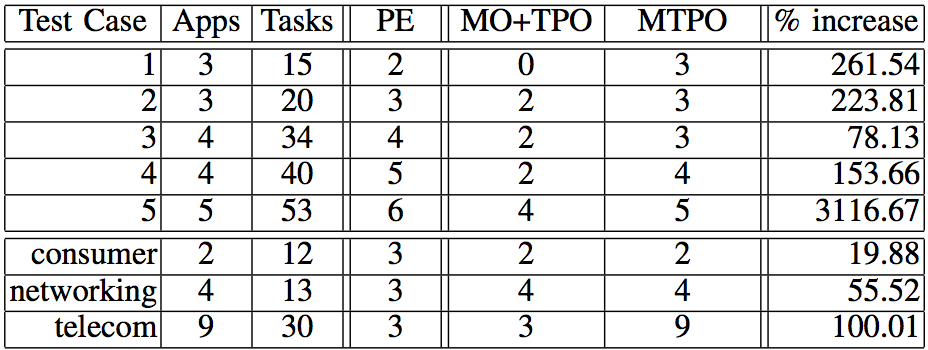 Test Case Apps Tasks PE MO+TPO MTPO % increase
1 3 15 2 0 3 261.54
2 3 20 3 2 3 223.81
3 4 34 4 2 3 78.13
4 4 40 5 2 4 153.66
5 5 53 6 4 5 3116.67
consumer 2 12 3 2 2 19.88
networking 4 13 3 4 4 55.52
telecom 9 30 3 3 9 100.01